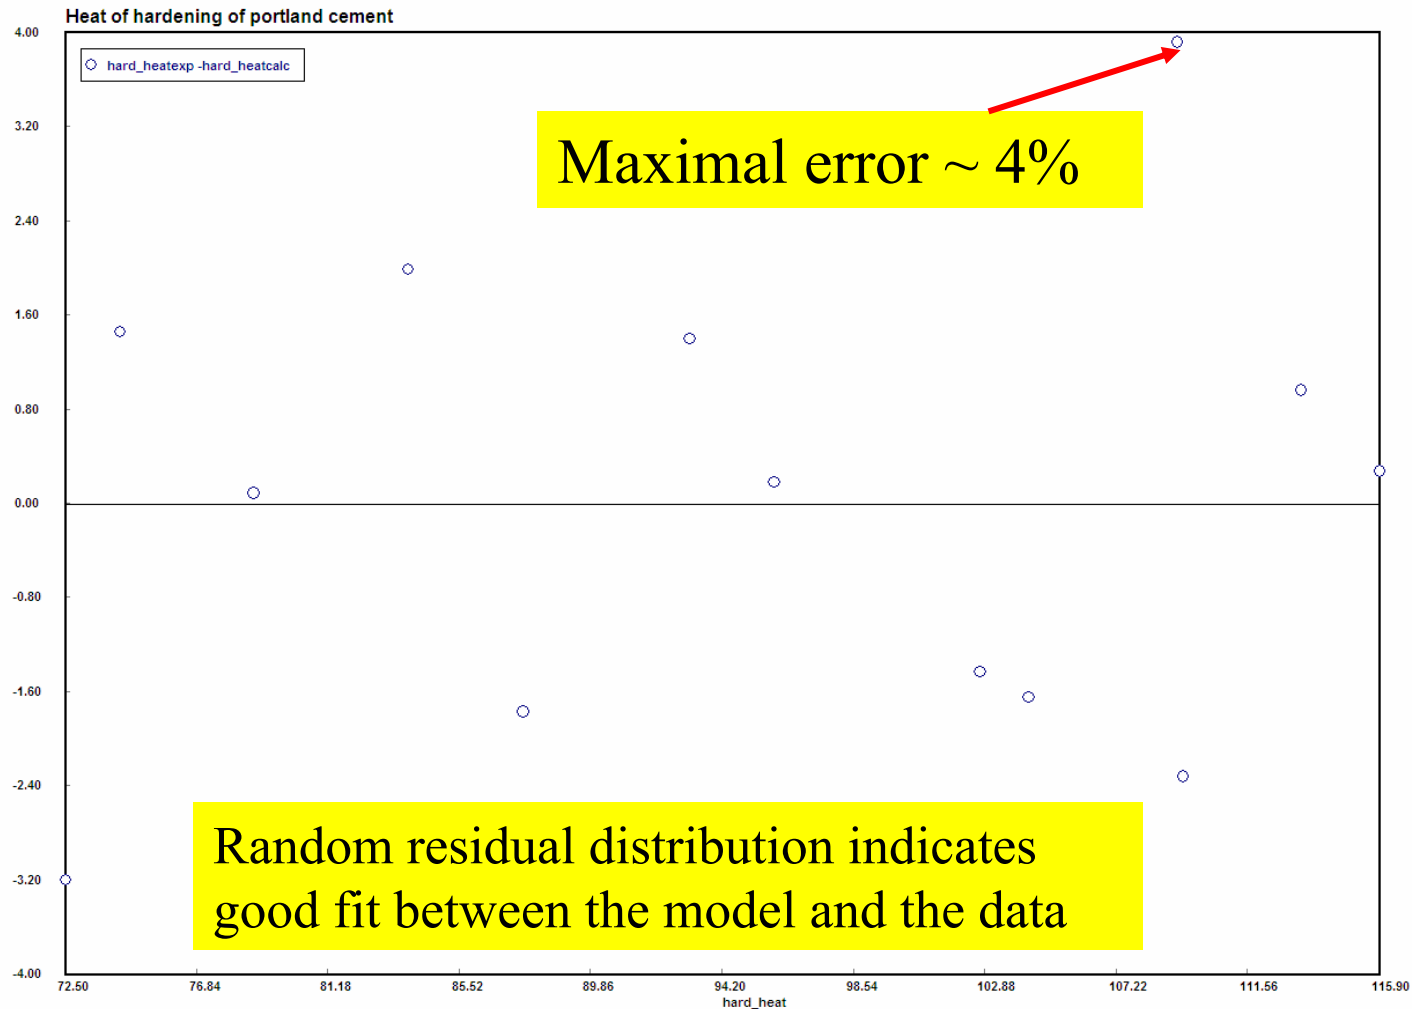 Heat of hardening of portland cement
4.00
hard_heatexp -hard_heatcalc
3.20
Maximal error ~ 4%
2.40
1.60
0.80
0.00
-0.80
-1.60
-2.40
Random residual distribution indicates
good fit between the model and the data
-3.20
-4.00
72.50 76.84 81.18 85.52 89.86 94.20 98.54 102.88 107.22 111.56 115.90
hard_heat